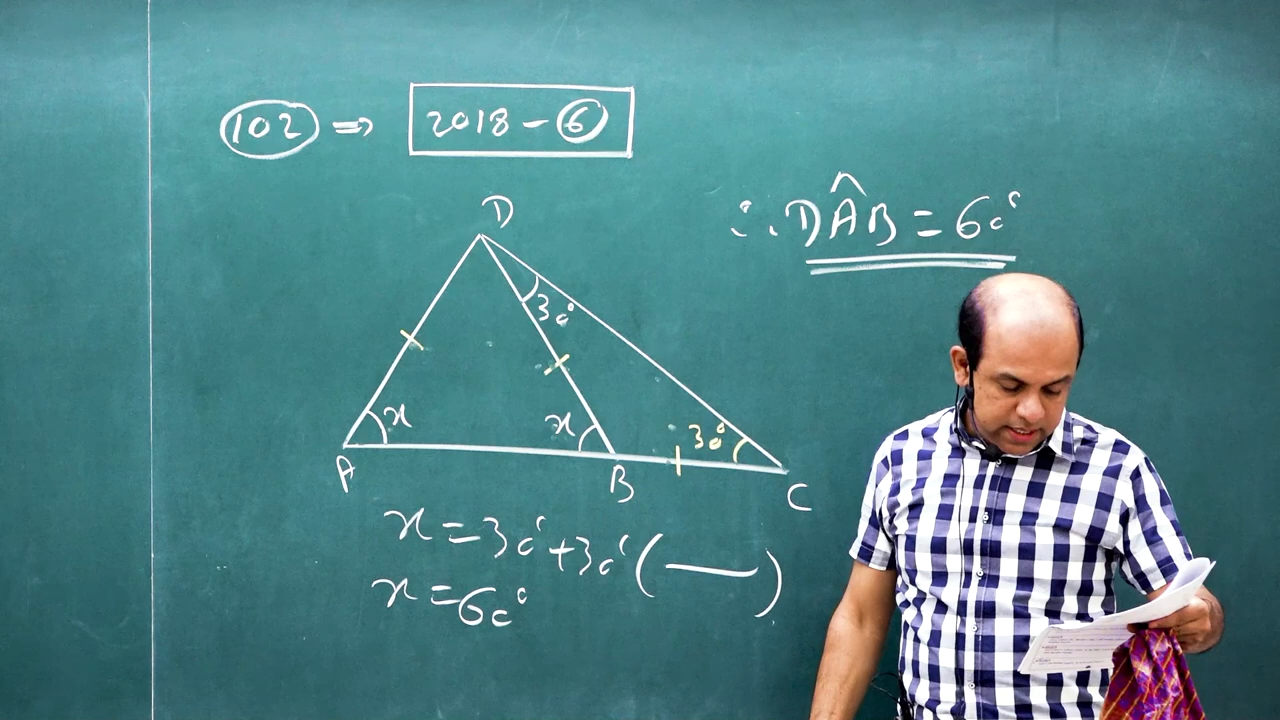 102 ⇒ 2018 - 6
∴ DÂB = 60°
D
30°
x
x
30°
A
B
C
x = 30° + 30° ( — )
x = 60°